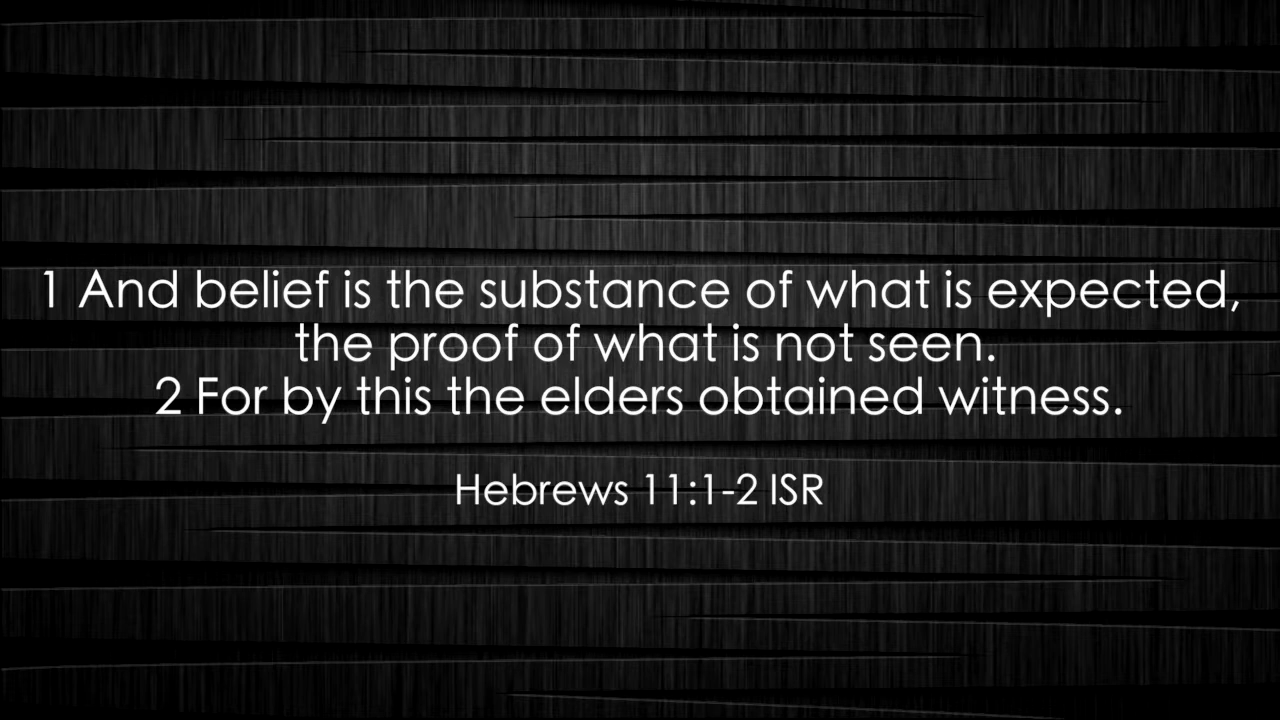 1 And belief is the substance of what is expected,
the proof of what is not seen.
2 For by this the elders obtained witness.
Hebrews 11:1-2 ISR